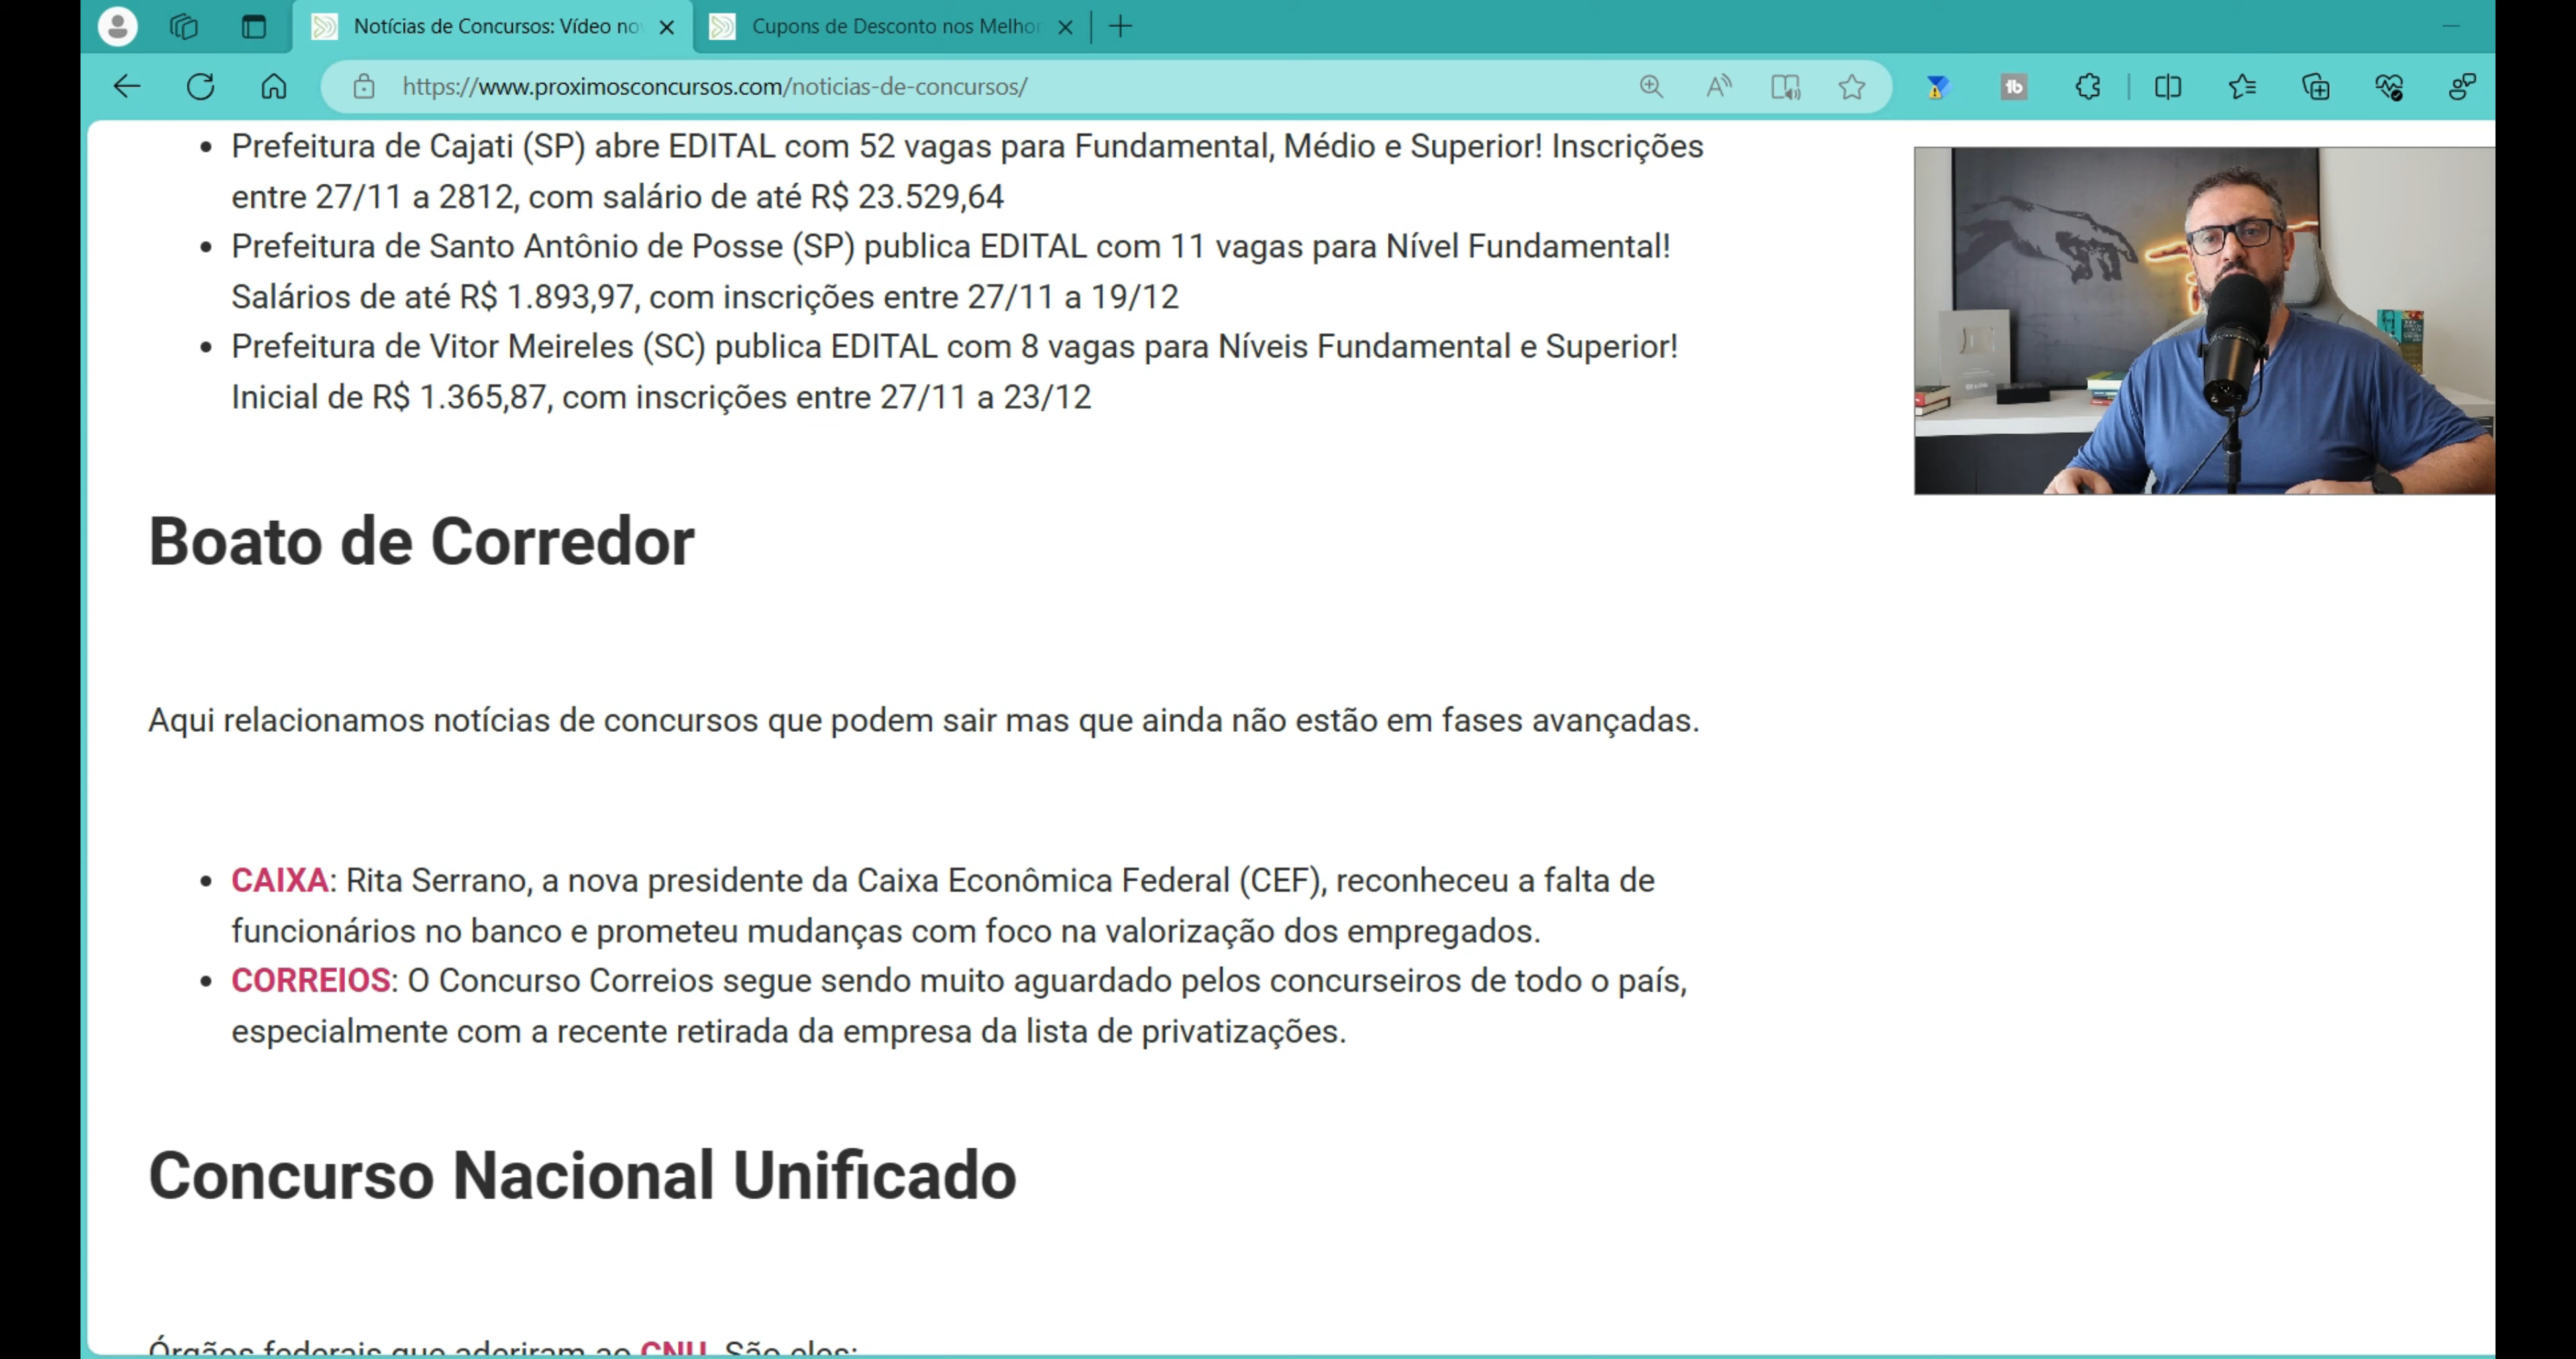 Notícias de Concursos: Vídeo no
Cupons de Desconto nos Melhor
https://www.proximosconcursos.com/noticias-de-concursos/
Prefeitura de Cajati (SP) abre EDITAL com 52 vagas para Fundamental, Médio e Superior! Inscrições
entre 27/11 a 2812, com salário de até R$ 23.529,64
Prefeitura de Santo Antônio de Posse (SP) publica EDITAL com 11 vagas para Nível Fundamental!
Salários de até R$ 1.893,97, com inscrições entre 27/11 a 19/12
Prefeitura de Vitor Meireles (SC) publica EDITAL com 8 vagas para Níveis Fundamental e Superior!
Inicial de R$ 1.365,87, com inscrições entre 27/11 a 23/12
Boato de Corredor
Aqui relacionamos notícias de concursos que podem sair mas que ainda não estão em fases avançadas.
CAIXA: Rita Serrano, a nova presidente da Caixa Econômica Federal (CEF), reconheceu a falta de
funcionários no banco e prometeu mudanças com foco na valorização dos empregados.
CORREIOS: O Concurso Correios segue sendo muito aguardado pelos concurseiros de todo o país,
especialmente com a recente retirada da empresa da lista de privatizações.
Concurso Nacional Unificado
Órgãos federais que aderiram ao CNU. São eles: